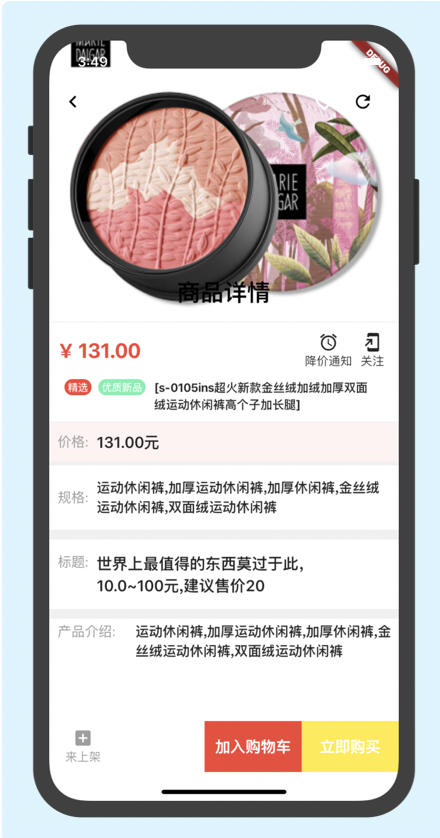 MARIE
DALGAR
3:49
DEBUG
商品详情
¥ 131.00
降价通知 关注
精选 优质新品 [s-0105ins超火新款金丝绒加绒加厚双面
绒运动休闲裤高个子加长腿]
价格: 131.00元
规格: 运动休闲裤,加厚运动休闲裤,加厚休闲裤,金丝绒
运动休闲裤,双面绒运动休闲裤
标题: 世界上最值得的东西莫过于此,
10.0~100元,建议售价20
产品介绍: 运动休闲裤,加厚运动休闲裤,加厚休闲裤,金
丝绒运动休闲裤,双面绒运动休闲裤
来上架 加入购物车 立即购买